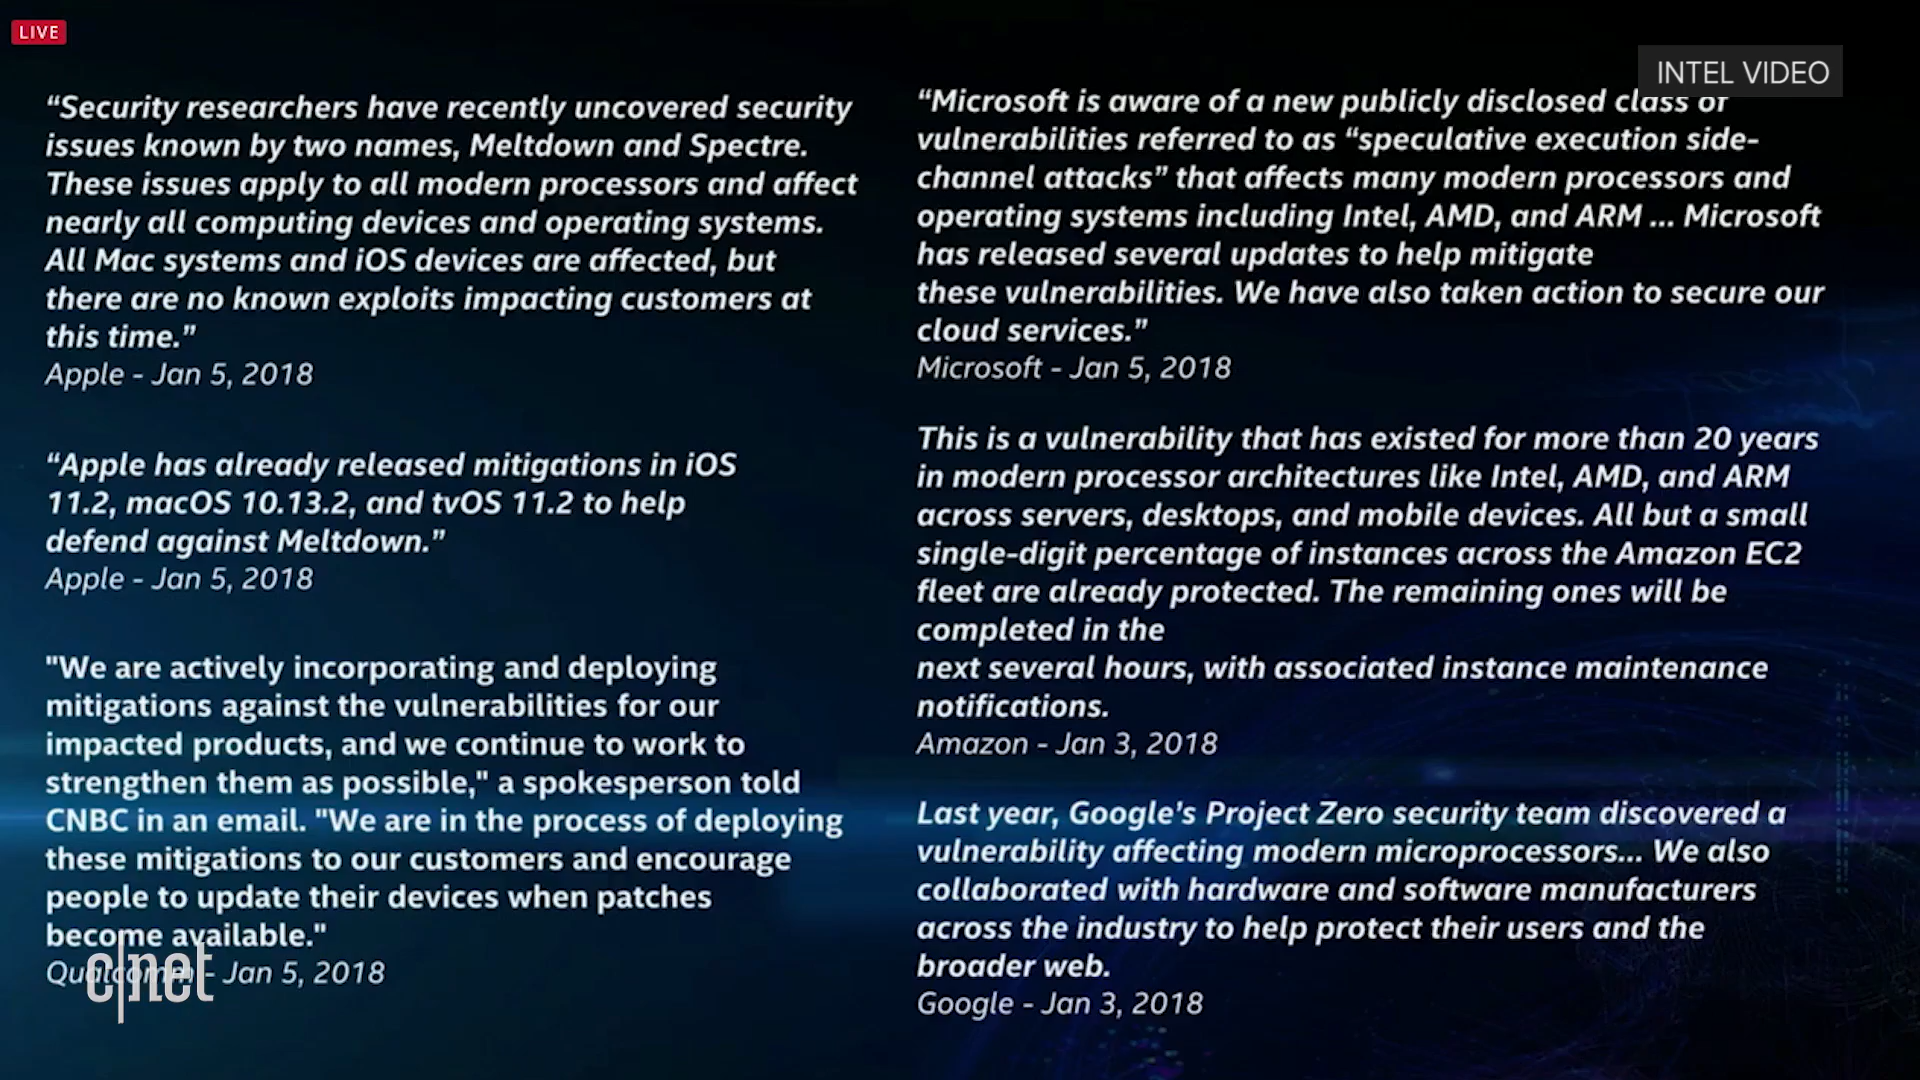 LIVE
INTEL VIDEO
“Security researchers have recently uncovered security
issues known by two names, Meltdown and Spectre.
These issues apply to all modern processors and affect
nearly all computing devices and operating systems.
All Mac systems and iOS devices are affected, but
there are no known exploits impacting customers at
this time.”
Apple - Jan 5, 2018
“Apple has already released mitigations in iOS
11.2, macOS 10.13.2, and tvOS 11.2 to help
defend against Meltdown.”
Apple - Jan 5, 2018
"We are actively incorporating and deploying
mitigations against the vulnerabilities for our
impacted products, and we continue to work to
strengthen them as possible," a spokesperson told
CNBC in an email. "We are in the process of deploying
these mitigations to our customers and encourage
people to update their devices when patches
become available."
Qualcomm - Jan 5, 2018
c|net
“Microsoft is aware of a new publicly disclosed class of
vulnerabilities referred to as “speculative execution side-
channel attacks” that affects many modern processors and
operating systems including Intel, AMD, and ARM ... Microsoft
has released several updates to help mitigate
these vulnerabilities. We have also taken action to secure our
cloud services.”
Microsoft - Jan 5, 2018
This is a vulnerability that has existed for more than 20 years
in modern processor architectures like Intel, AMD, and ARM
across servers, desktops, and mobile devices. All but a small
single-digit percentage of instances across the Amazon EC2
fleet are already protected. The remaining ones will be
completed in the
next several hours, with associated instance maintenance
notifications.
Amazon - Jan 3, 2018
Last year, Google's Project Zero security team discovered a
vulnerability affecting modern microprocessors... We also
collaborated with hardware and software manufacturers
across the industry to help protect their users and the
broader web.
Google - Jan 3, 2018